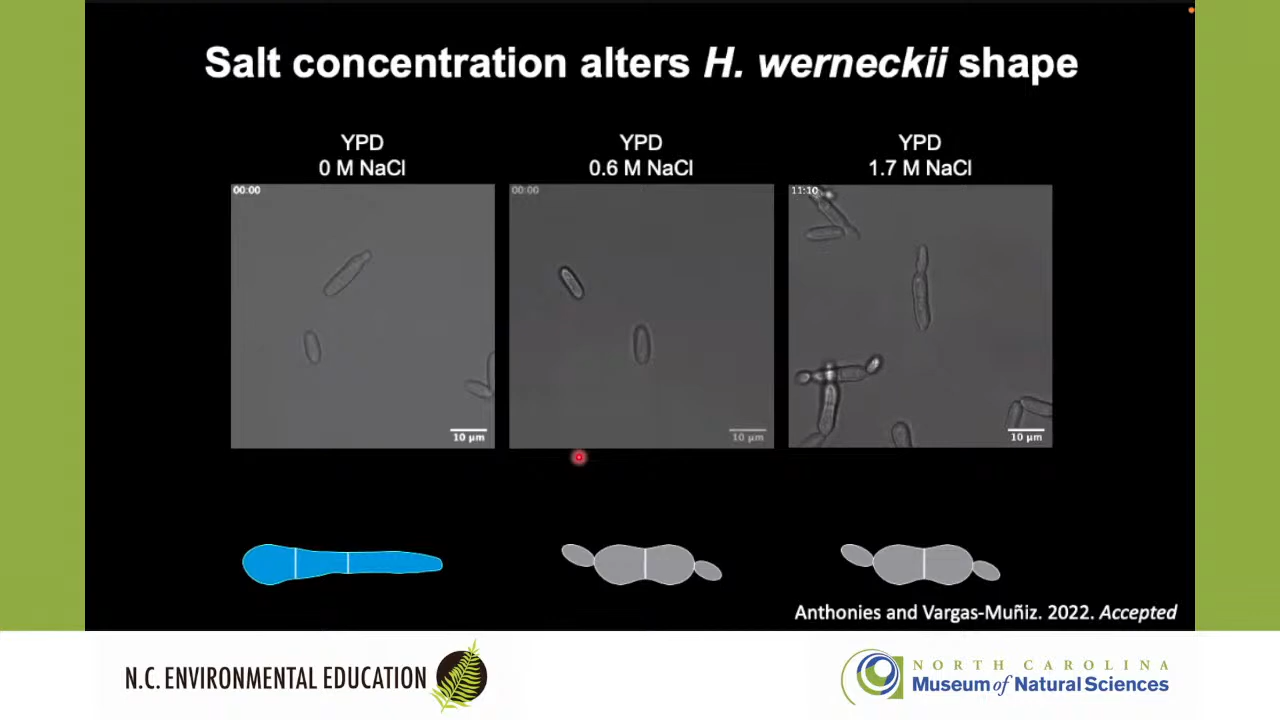 Salt concentration alters H. werneckii shape
YPD
0 M NaCl
YPD
0.6 M NaCl
YPD
1.7 M NaCl
00:00
00:00
11:10
10 µm
10 µm
10 µm
Anthonies and Vargas-Muñiz. 2022. Accepted
N.C. ENVIRONMENTAL EDUCATION
NORTH CAROLINA
Museum of Natural Sciences